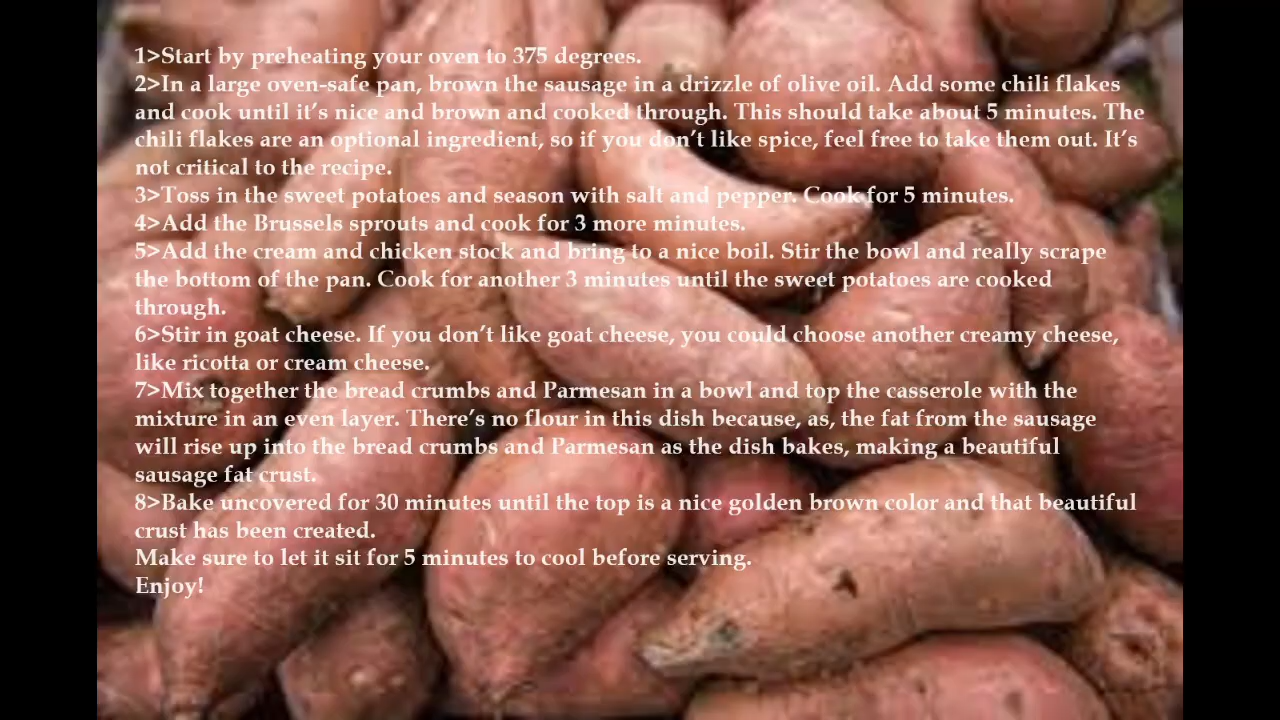 1>Start by preheating your oven to 375 degrees.
2>In a large oven-safe pan, brown the sausage in a drizzle of olive oil. Add some chili flakes
and cook until it’s nice and brown and cooked through. This should take about 5 minutes. The
chili flakes are an optional ingredient, so if you don’t like spice, feel free to take them out. It’s
not critical to the recipe.
3>Toss in the sweet potatoes and season with salt and pepper. Cook for 5 minutes.
4>Add the Brussels sprouts and cook for 3 more minutes.
5>Add the cream and chicken stock and bring to a nice boil. Stir the bowl and really scrape
the bottom of the pan. Cook for another 3 minutes until the sweet potatoes are cooked
through.
6>Stir in goat cheese. If you don’t like goat cheese, you could choose another creamy cheese,
like ricotta or cream cheese.
7>Mix together the bread crumbs and Parmesan in a bowl and top the casserole with the
mixture in an even layer. There’s no flour in this dish because, as, the fat from the sausage
will rise up into the bread crumbs and Parmesan as the dish bakes, making a beautiful
sausage fat crust.
8>Bake uncovered for 30 minutes until the top is a nice golden brown color and that beautiful
crust has been created.
Make sure to let it sit for 5 minutes to cool before serving.
Enjoy!